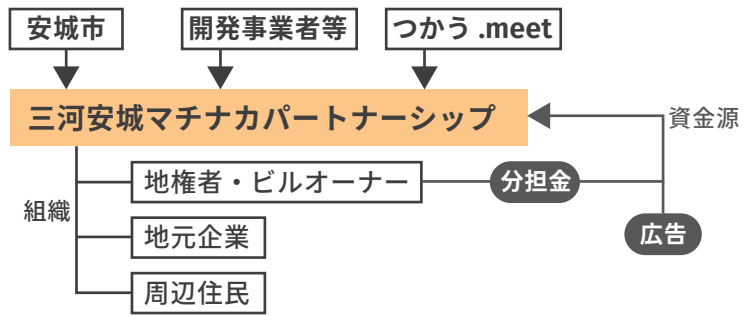 安城市
開発事業者等
つかう .meet
三河安城マチナカパートナーシップ
資金源
地権者・ビルオーナー
分担金
組織
広告
地元企業
周辺住民